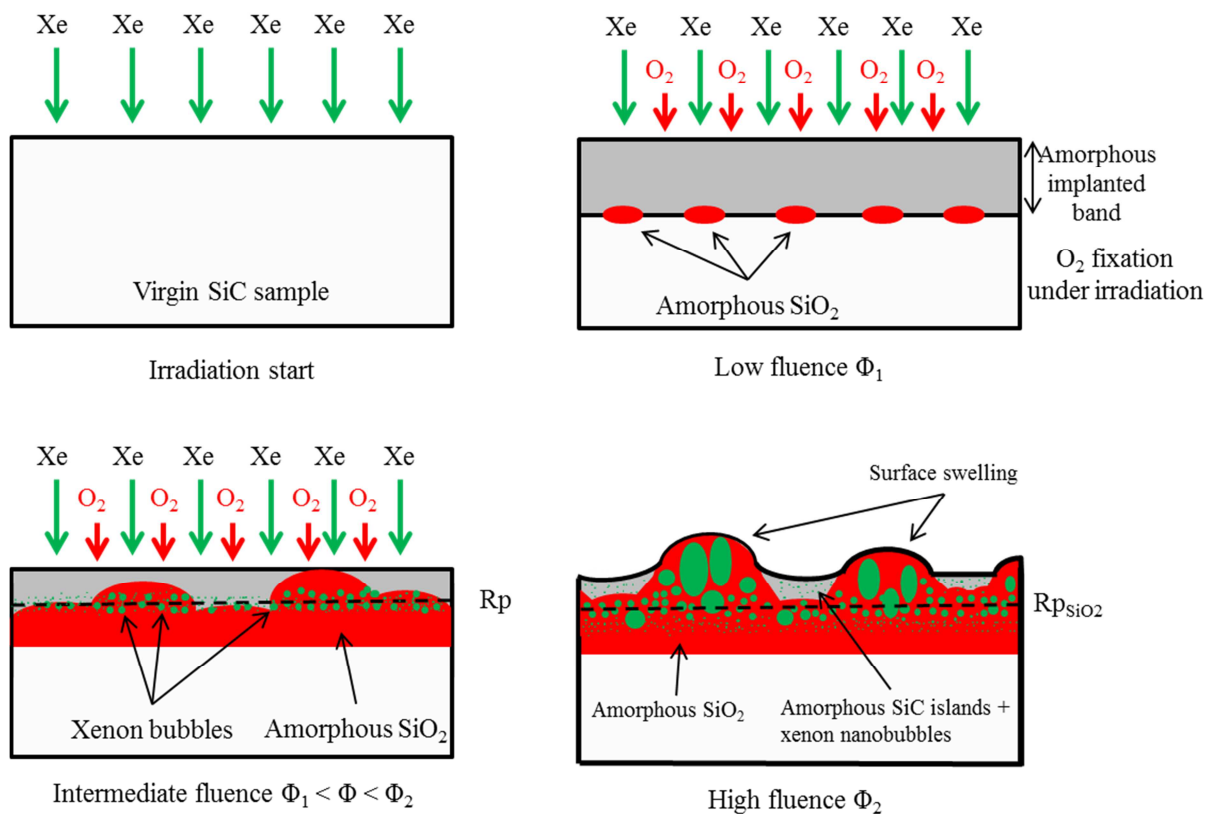 Xe Xe Xe Xe Xe Xe
Virgin SiC sample
Irradiation start
Xe Xe Xe Xe Xe Xe
O₂ O₂ O₂ O₂ O₂
Amorphous
implanted
band
O₂ fixation
under irradiation
Amorphous SiO₂
Low fluence Φ₁
Xe Xe Xe Xe Xe Xe
O₂ O₂ O₂ O₂ O₂
Rp
Xenon bubbles
Amorphous SiO₂
Intermediate fluence Φ₁ < Φ < Φ₂
Surface swelling
Rp_SiO2
Amorphous SiO₂
Amorphous SiC islands +
xenon nanobubbles
High fluence Φ₂